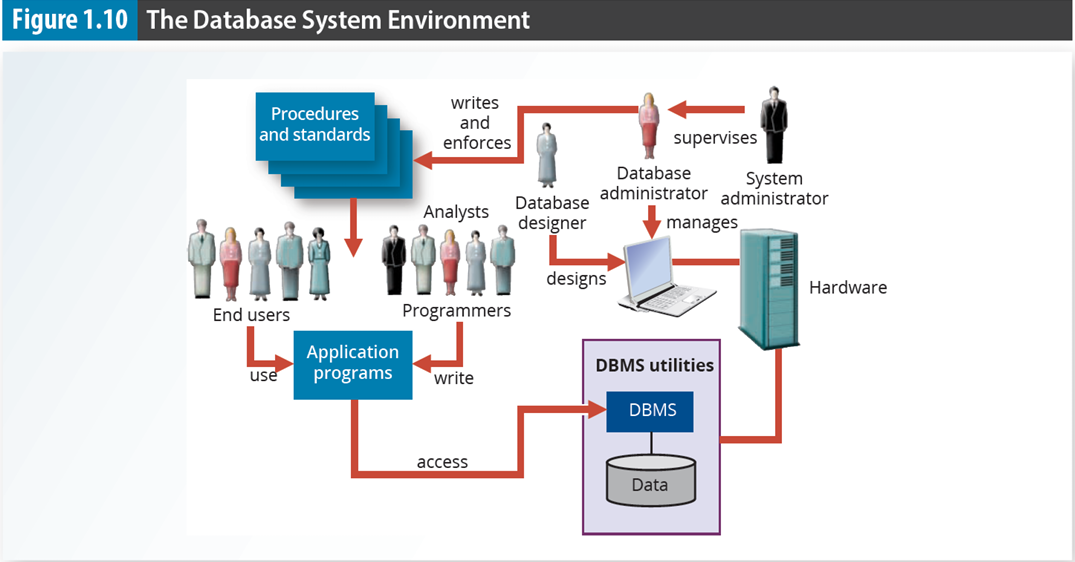 Figure 1.10 The Database System Environment
Procedures
and standards
writes
and
enforces
supervises
Database
administrator
System
administrator
Database
designer
manages
designs
Hardware
Analysts
End users
Programmers
Application
programs
use
write
access
DBMS utilities
DBMS
Data